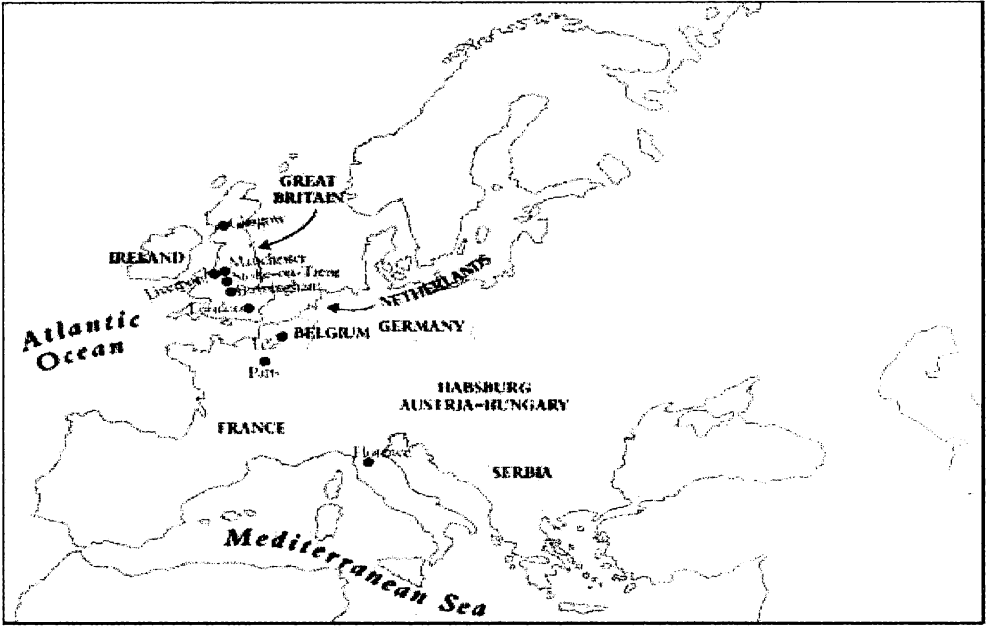 GREAT
BRITAIN
Glasgow
IRELAND
Manchester
Stoke-on-Trent
Liverpool
Birmingham
London
NETHERLANDS
Atlantic
Ocean
BELGIUM
GERMANY
Paris
HABSBURG
AUSTRIA-HUNGARY
FRANCE
Florence
SERBIA
Mediterranean Sea